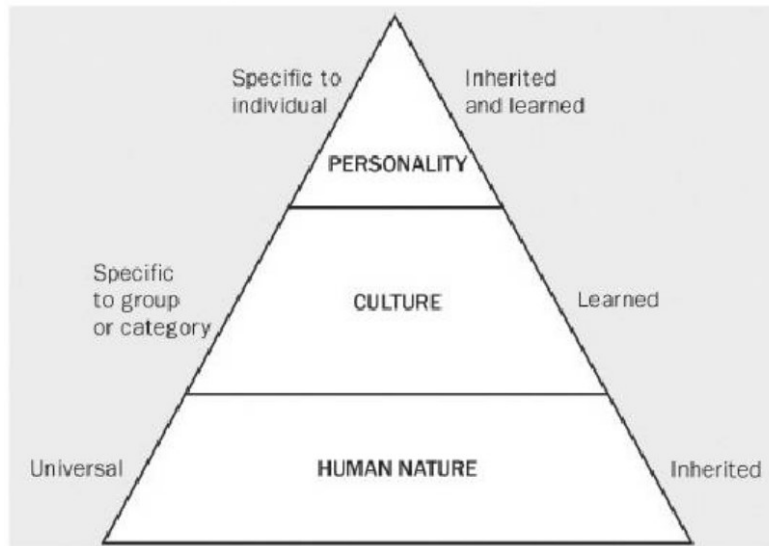 Specific to
individual
Inherited
and learned
PERSONALITY
Specific
to group
or category
CULTURE
Learned
Universal
HUMAN NATURE
Inherited